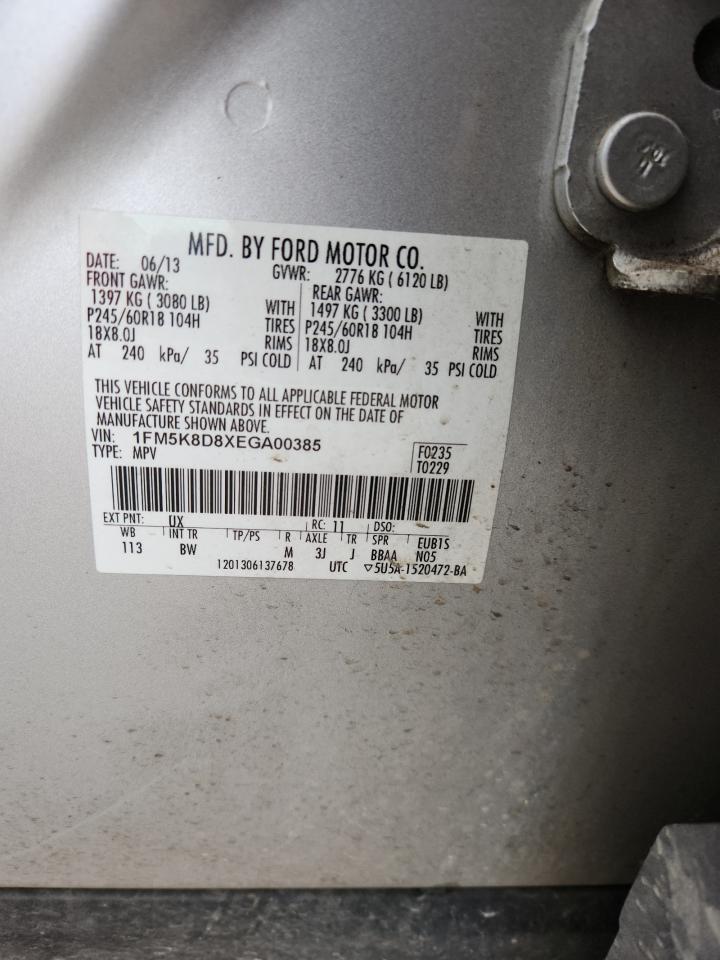 MFD. BY FORD MOTOR CO.
DATE: 06/13 GVWR: 2776 KG ( 6120 LB)
FRONT GAWR: REAR GAWR:
1397 KG ( 3080 LB) WITH 1497 KG ( 3300 LB) WITH
P245/60R18 104H TIRES P245/60R18 104H TIRES
18X8.0J RIMS 18X8.0J RIMS
AT 240 kPa/ 35 PSI COLD AT 240 kPa/ 35 PSI COLD
THIS VEHICLE CONFORMS TO ALL APPLICABLE FEDERAL MOTOR
VEHICLE SAFETY STANDARDS IN EFFECT ON THE DATE OF
MANUFACTURE SHOWN ABOVE.
VIN: 1FM5K8D8XEGA00385 F0235
TYPE: MPV T0229
EXT PNT: UX RC: 11 DSO:
WB INT TR TP/PS R AXLE TR SPR EUB1S
113 BW M 3J J BBAA N05
1201306137678 UTC ▽5U5A-1520472-BA